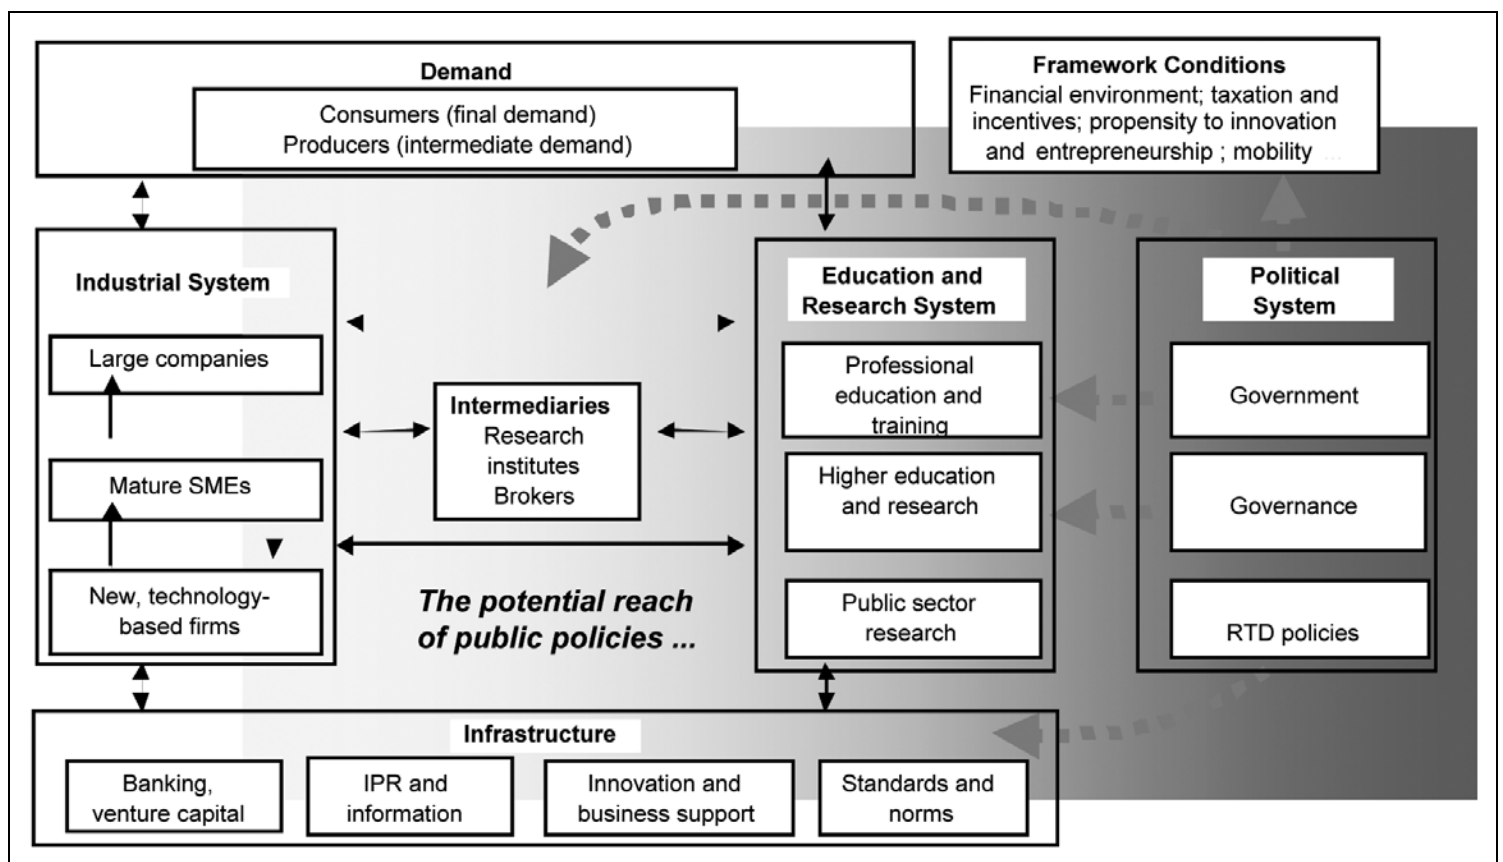 Demand
Consumers (final demand)
Producers (intermediate demand)
Framework Conditions
Financial environment; taxation and
incentives; propensity to innovation
and entrepreneurship ; mobility ...
Industrial System
Large companies
Mature SMEs
New, technology-
based firms
Intermediaries
Research
institutes
Brokers
The potential reach
of public policies ...
Education and
Research System
Professional
education and
training
Higher education
and research
Public sector
research
Political
System
Government
Governance
RTD policies
Infrastructure
Banking,
venture capital
IPR and
information
Innovation and
business support
Standards and
norms